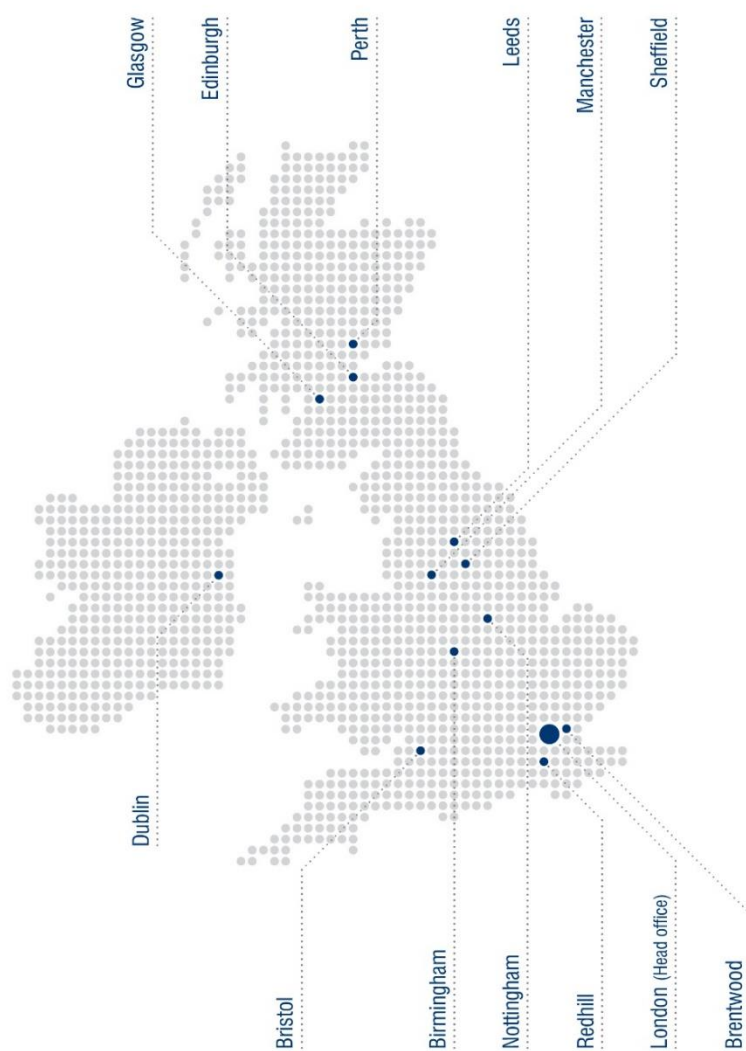 Glasgow
Edinburgh
Perth
Leeds
Manchester
Sheffield
Dublin
Bristol
Birmingham
Nottingham
Redhill
London (Head office)
Brentwood